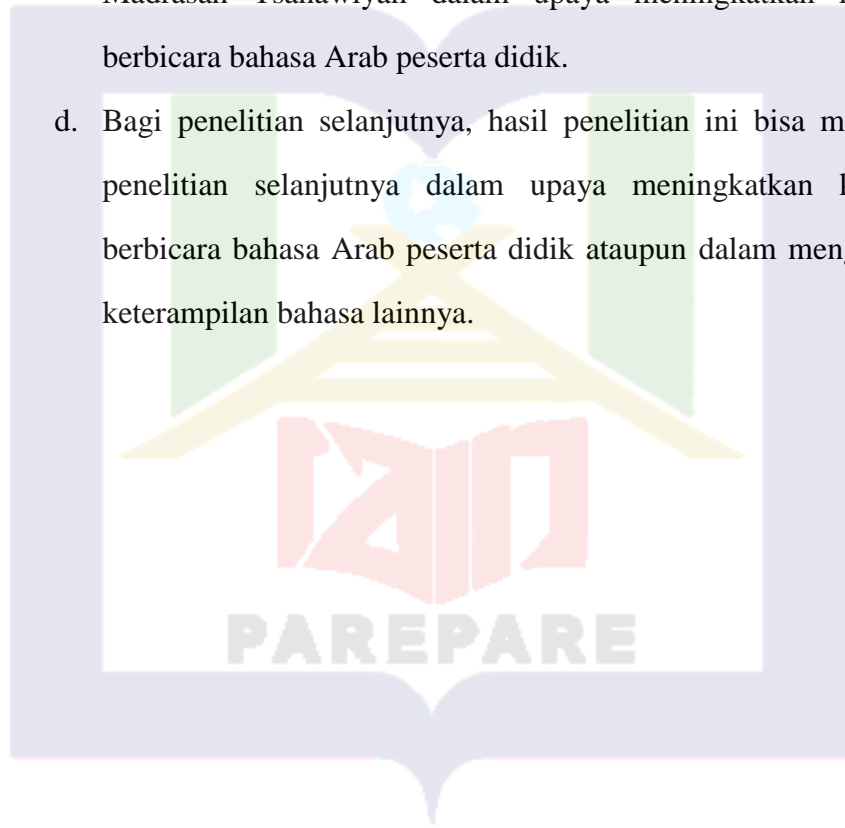 Madrasah Tsanawiyah dalam upaya meningkatkan
berbicara bahasa Arab peserta didik.
d. Bagi penelitian selanjutnya, hasil penelitian ini bisa
penelitian selanjutnya dalam upaya meningkatkan
berbicara bahasa Arab peserta didik ataupun dalam
keterampilan bahasa lainnya.
iain
PAREPARE